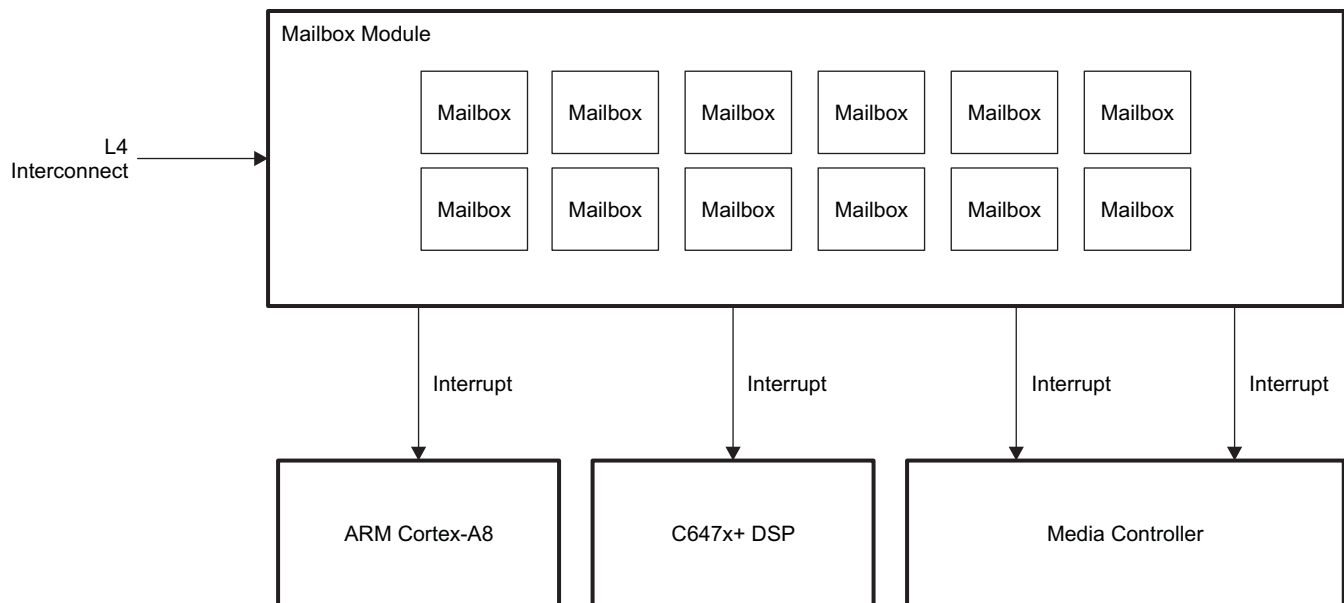 Mailbox Module
Mailbox Mailbox Mailbox Mailbox Mailbox Mailbox
L4
Interconnect
Mailbox Mailbox Mailbox Mailbox Mailbox Mailbox
Interrupt Interrupt Interrupt Interrupt
ARM Cortex-A8 C647x+ DSP Media Controller